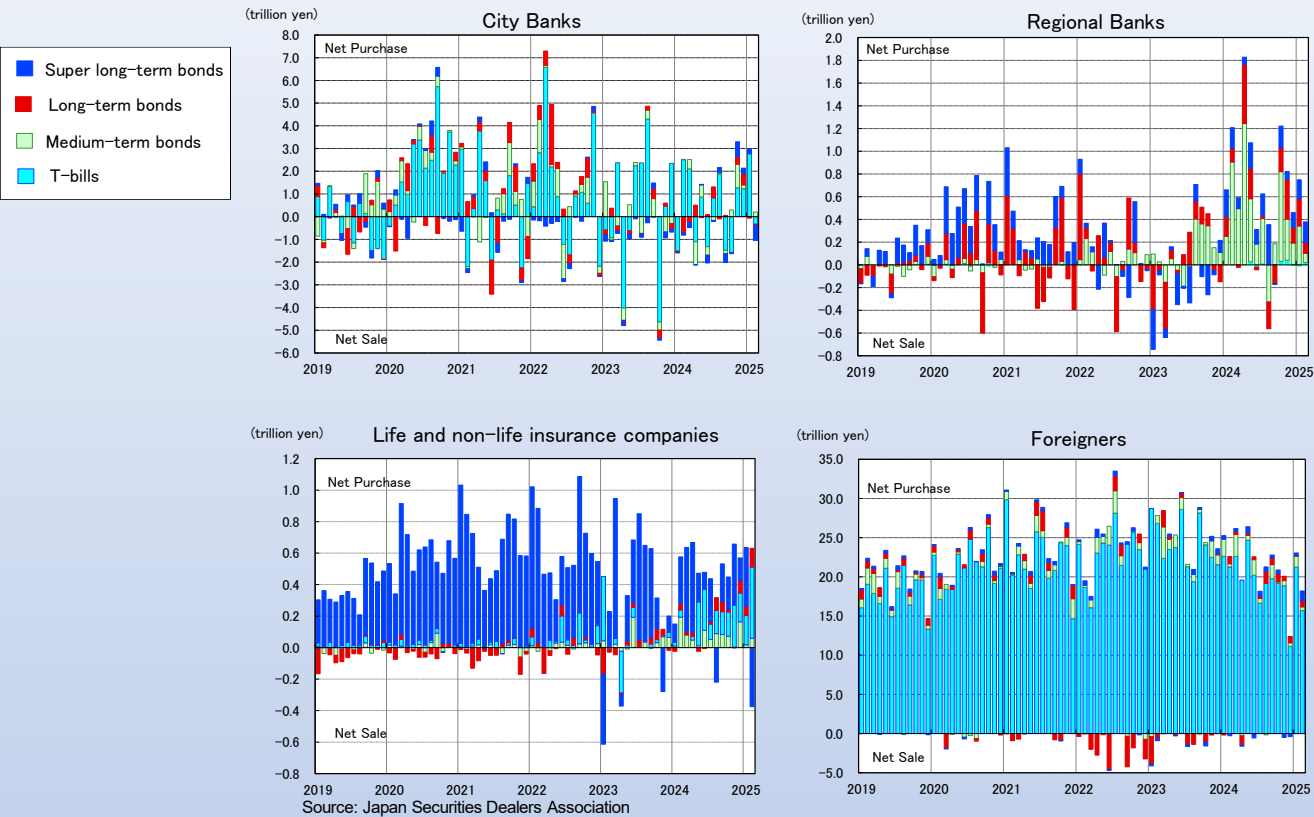 Super long-term bonds
Long-term bonds
Medium-term bonds
T-bills
(trillion yen)
City Banks
Net Purchase
8.0
7.0
6.0
5.0
4.0
3.0
2.0
1.0
0.0
-1.0
-2.0
-3.0
-4.0
-5.0
-6.0
Net Sale
2019 2020 2021 2022 2023 2024 2025
(trillion yen)
Regional Banks
Net Purchase
2.0
1.8
1.6
1.4
1.2
1.0
0.8
0.6
0.4
0.2
0.0
-0.2
-0.4
-0.6
-0.8
Net Sale
2019 2020 2021 2022 2023 2024 2025
(trillion yen)
Life and non-life insurance companies
Net Purchase
1.2
1.0
0.8
0.6
0.4
0.2
0.0
-0.2
-0.4
-0.6
-0.8
Net Sale
2019 2020 2021 2022 2023 2024 2025
(trillion yen)
Foreigners
Net Purchase
35.0
30.0
25.0
20.0
15.0
10.0
5.0
0.0
-5.0
Net Sale
2019 2020 2021 2022 2023 2024 2025
Source: Japan Securities Dealers Association